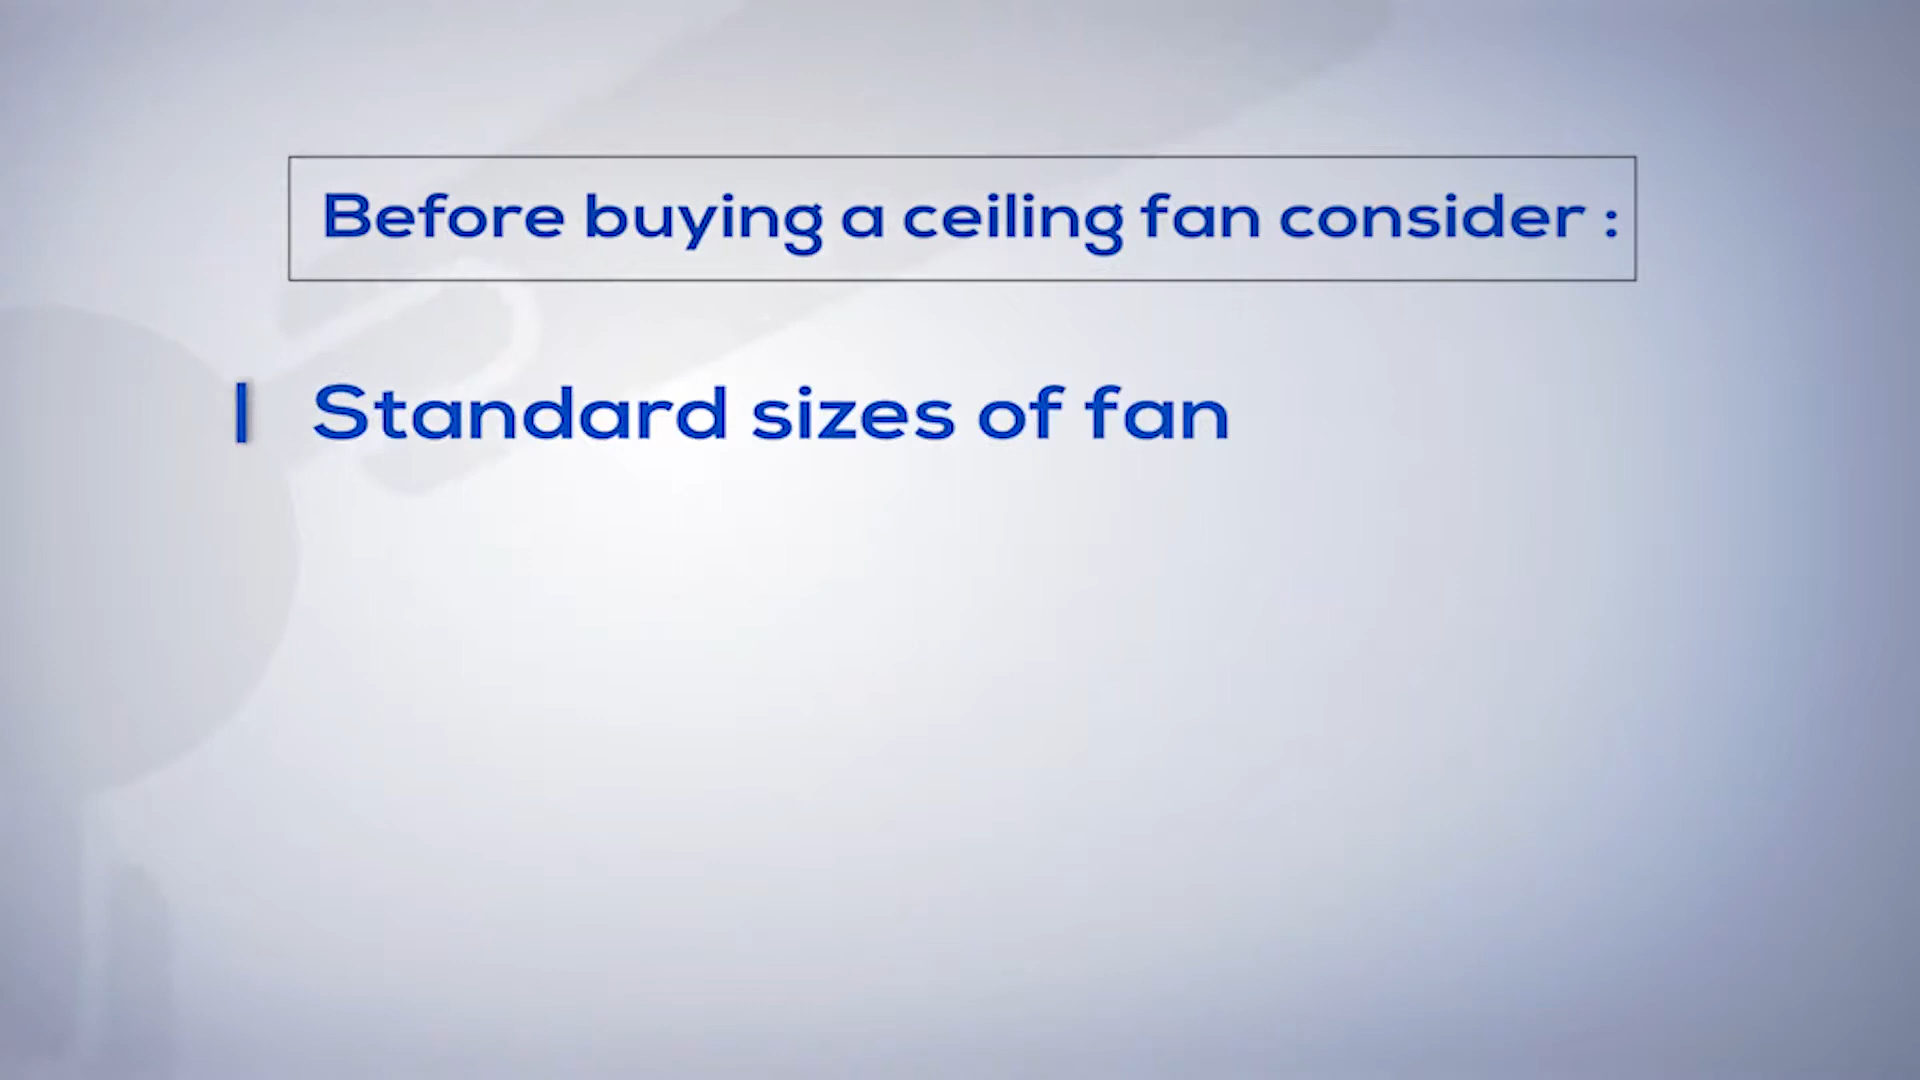 Before buying a ceiling fan consider :
Standard sizes of fan